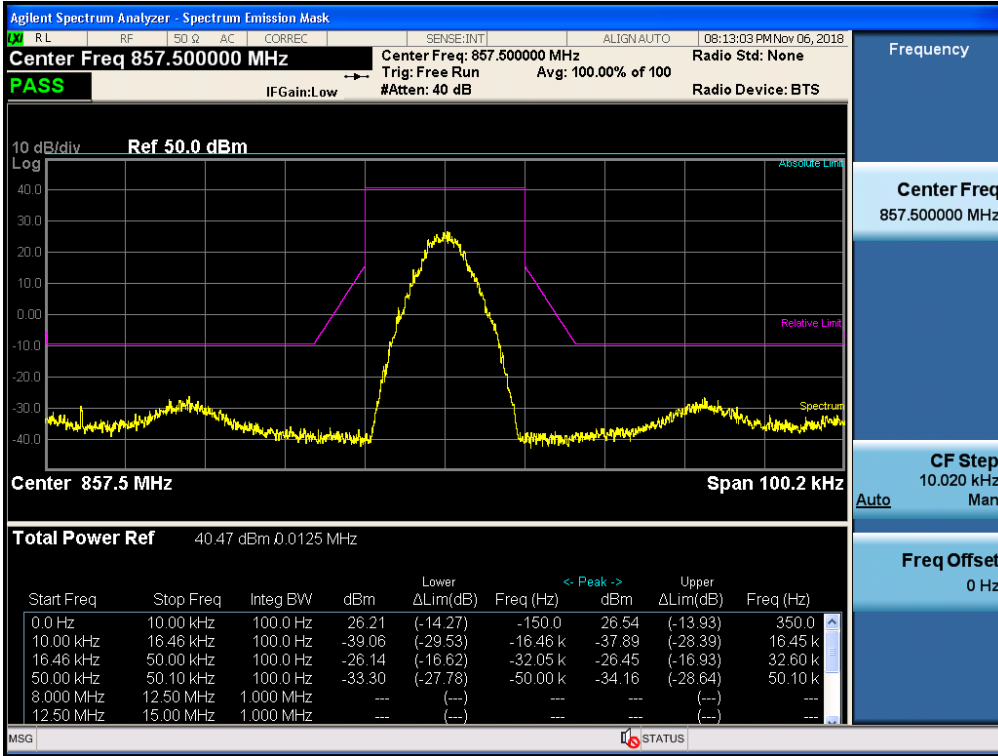 Agilent Spectrum Analyzer - Spectrum Emission Mask
LXI RL RF 50 Ω AC CORREC SENSE:INT ALIGN AUTO 08:13:03 PM Nov 06, 2018
Center Freq 857.500000 MHz
Center Freq: 857.500000 MHz Radio Std: None
Trig: Free Run Avg: 100.00% of 100
PASS
IFGain:Low #Atten: 40 dB Radio Device: BTS
Frequency
10 dB/div Ref 50.0 dBm
Log
Absolute Limit
40.0
30.0
20.0
10.0
0.00
Relative Limit
-10.0
-20.0
-30.0
Spectrum
-40.0
Center 857.5 MHz Span 100.2 kHz
Center Freq
857.500000 MHz
CF Step
10.020 kHz
Auto Man
Freq Offset
0 Hz
Total Power Ref 40.47 dBm / 0.0125 MHz
Lower <- Peak -> Upper
Start Freq Stop Freq Integ BW dBm ΔLim(dB) Freq (Hz) dBm ΔLim(dB) Freq (Hz)
0.0 Hz 10.00 kHz 100.0 Hz 26.21 (-14.27) -150.0 26.54 (-13.93) 350.0
10.00 kHz 16.46 kHz 100.0 Hz -39.06 (-29.53) -16.46 k -37.89 (-28.39) 16.45 k
16.46 kHz 50.00 kHz 100.0 Hz -26.14 (-16.62) -32.05 k -26.45 (-16.93) 32.60 k
50.00 kHz 50.10 kHz 100.0 Hz -33.30 (-27.78) -50.00 k -34.16 (-28.64) 50.10 k
8.000 MHz 12.50 MHz 1.000 MHz --- (---) --- --- (---) ---
12.50 MHz 15.00 MHz 1.000 MHz --- (---) --- --- (---) ---
MSG STATUS